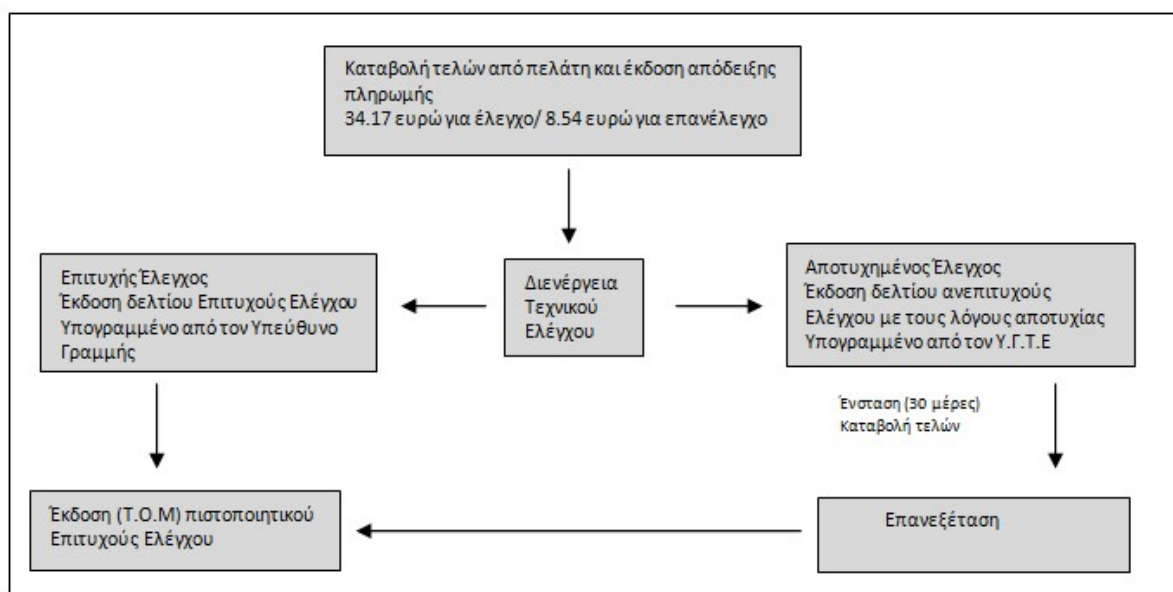 Καταβολή τελών από πελάτη και έκδοση απόδειξης
πληρωμής
34.17 ευρώ για έλεγχο/ 8.54 ευρώ για επανέλεγχο
Επιτυχής Έλεγχος
Έκδοση δελτίου Επιτυχούς Ελέγχου
Υπογραμμένο από τον Υπεύθυνο
Γραμμής
Διενέργεια
Τεχνικού
Ελέγχου
Αποτυχημένος Έλεγχος
Έκδοση δελτίου ανεπιτυχούς
Ελέγχου με τους λόγους αποτυχίας
Υπογραμμένο από τον Υ.Γ.Τ.Ε
Ένσταση (30 μέρες)
Καταβολή τελών
Έκδοση (Τ.Ο.Μ) πιστοποιητικού
Επιτυχούς Ελέγχου
Επανεξέταση